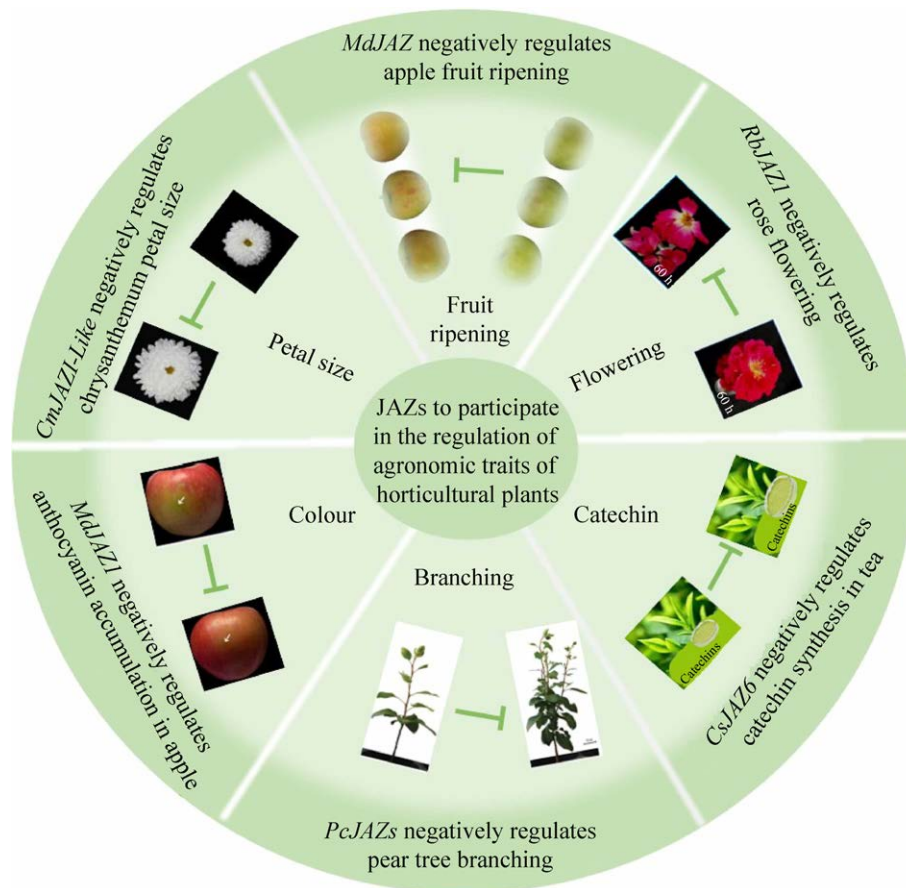 MdJAZ negatively regulates
apple fruit ripening
Fruit
ripening
RbJAZ1 negatively regulates
rose flowering
60 h
60 h
Flowering
CsJAZ6 negatively regulates
catechin synthesis in tea
Catechins
Catechins
Catechin
PcJAZs negatively regulates
pear tree branching
Branching
MdJAZ1 negatively regulates
anthocyanin accumulation in apple
Colour
CmJAZ1-Like negatively regulates
chrysanthemum petal size
Petal size
JAZs to participate
in the regulation of
agronomic traits of
horticultural plants